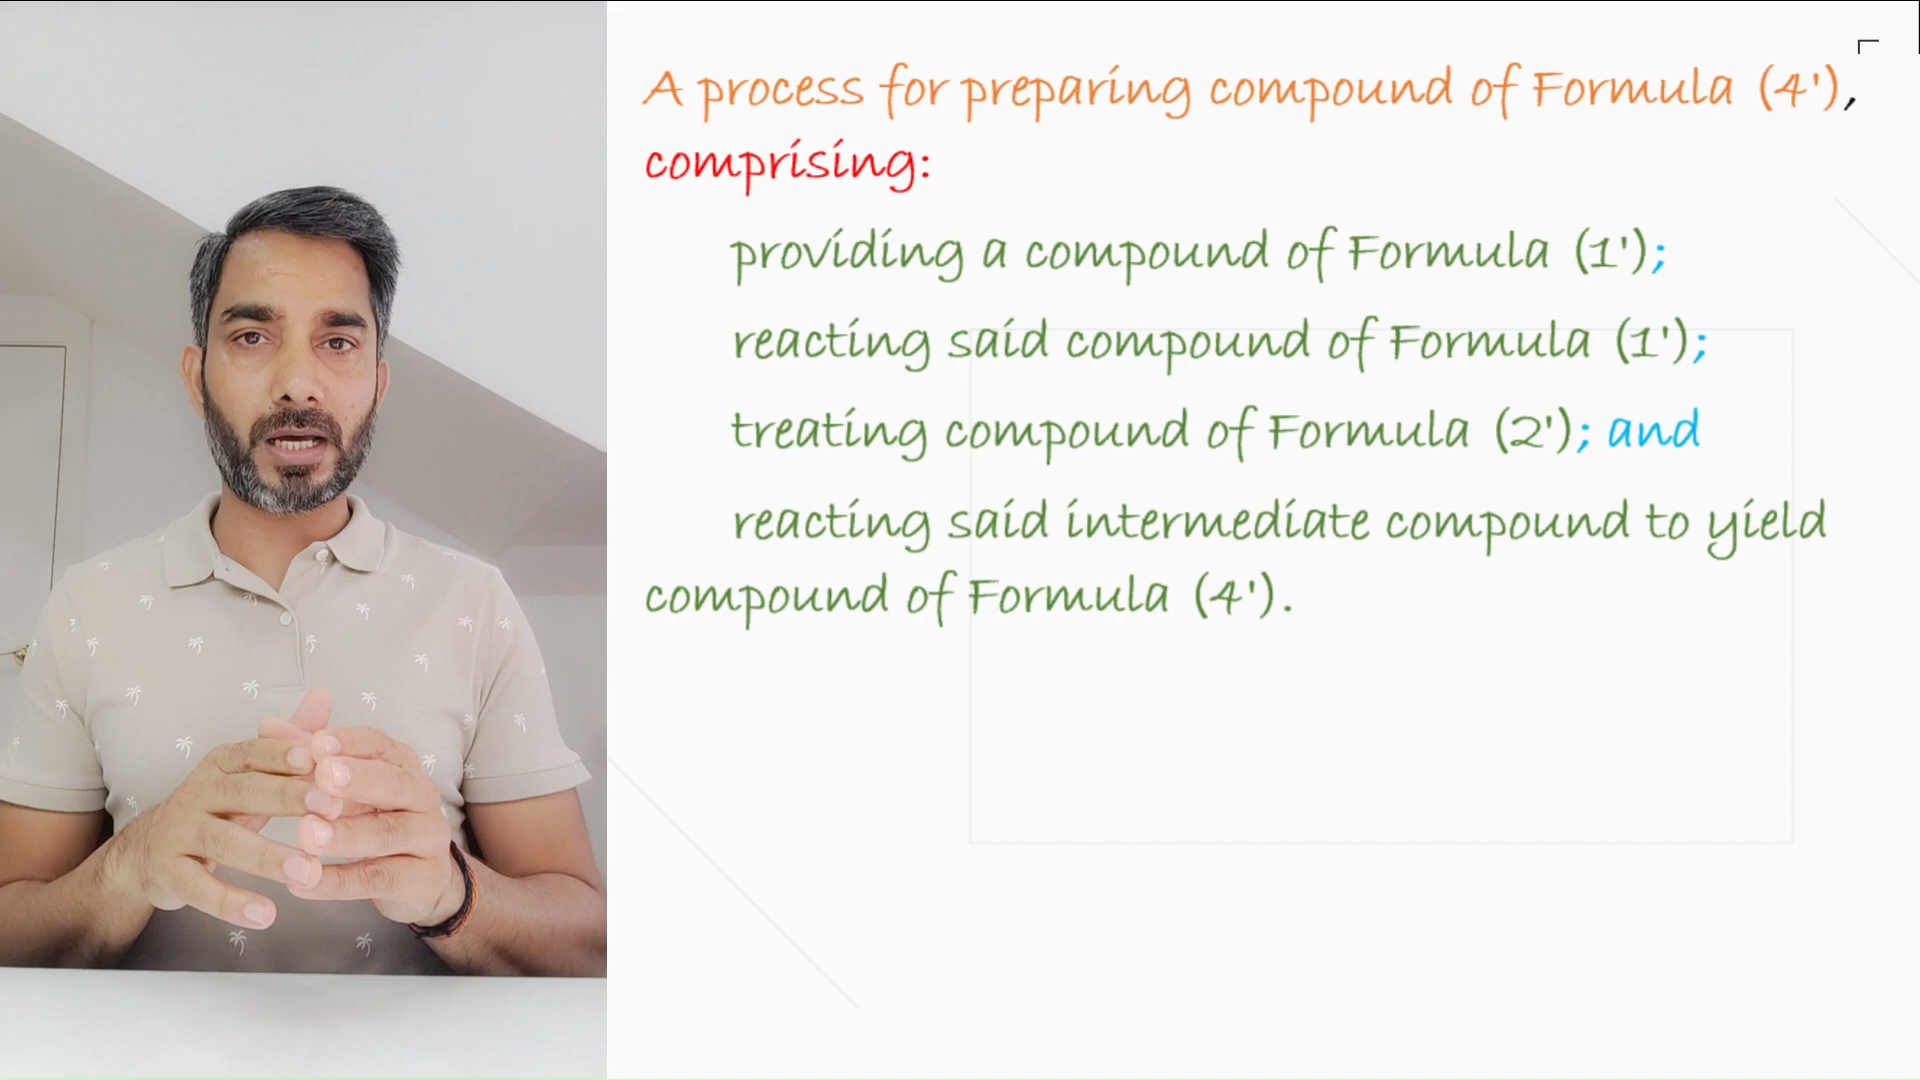 A process for preparing compound of Formula (4'),
comprising:
providing a compound of Formula (1');
reacting said compound of Formula (1');
treating compound of Formula (2'); and
reacting said intermediate compound to yield
compound of Formula (4').